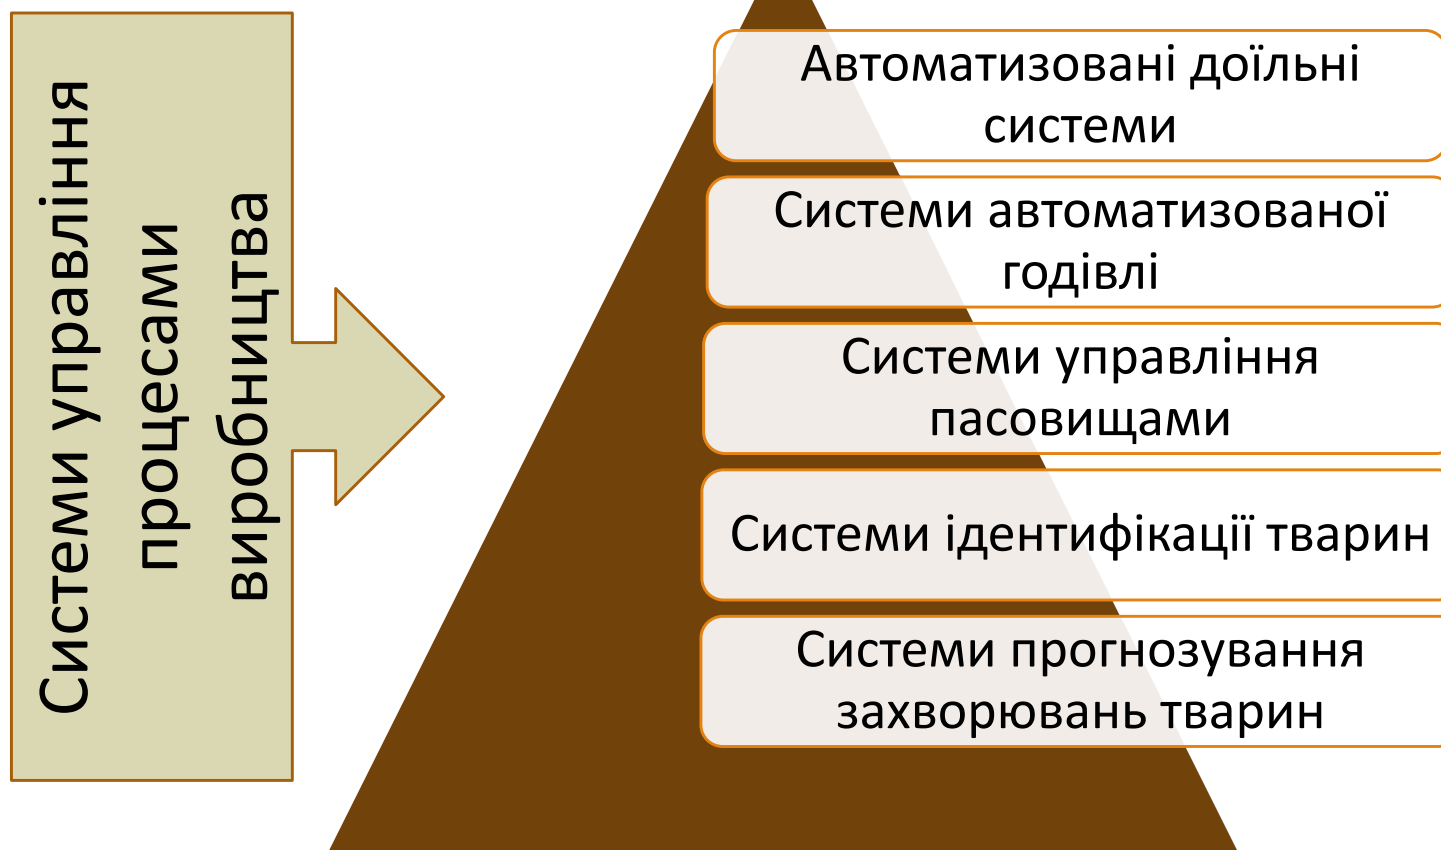 Системи управління
процесами
виробництва
Автоматизовані доїльні
системи
Системи автоматизованої
годівлі
Системи управління
пасовищами
Системи ідентифікації тварин
Системи прогнозування
захворювань тварин